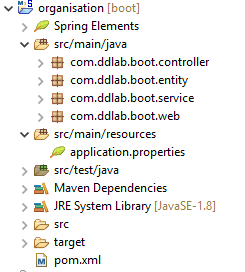 organisation [boot]
Spring Elements
src/main/java
com.ddlab.boot.controller
com.ddlab.boot.entity
com.ddlab.boot.service
com.ddlab.boot.web
src/main/resources
application.properties
src/test/java
Maven Dependencies
JRE System Library [JavaSE-1.8]
src
target
pom.xml